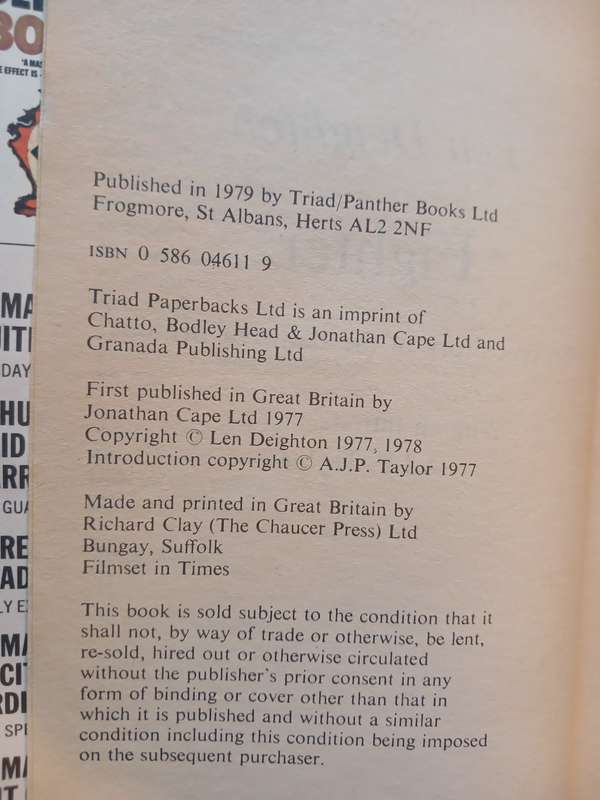 BO
'A MAS
E EFFECT IS
Published in 1979 by Triad/Panther Books Ltd
Frogmore, St Albans, Herts AL2 2NF
ISBN 0 586 04611 9
Triad Paperbacks Ltd is an imprint of
Chatto, Bodley Head & Jonathan Cape Ltd and
Granada Publishing Ltd
First published in Great Britain by
Jonathan Cape Ltd 1977
Copyright © Len Deighton 1977, 1978
Introduction copyright © A.J.P. Taylor 1977
Made and printed in Great Britain by
Richard Clay (The Chaucer Press) Ltd
Bungay, Suffolk
Filmset in Times
This book is sold subject to the condition that it
shall not, by way of trade or otherwise, be lent,
re-sold, hired out or otherwise circulated
without the publisher's prior consent in any
form of binding or cover other than that in
which it is published and without a similar
condition including this condition being imposed
on the subsequent purchaser.